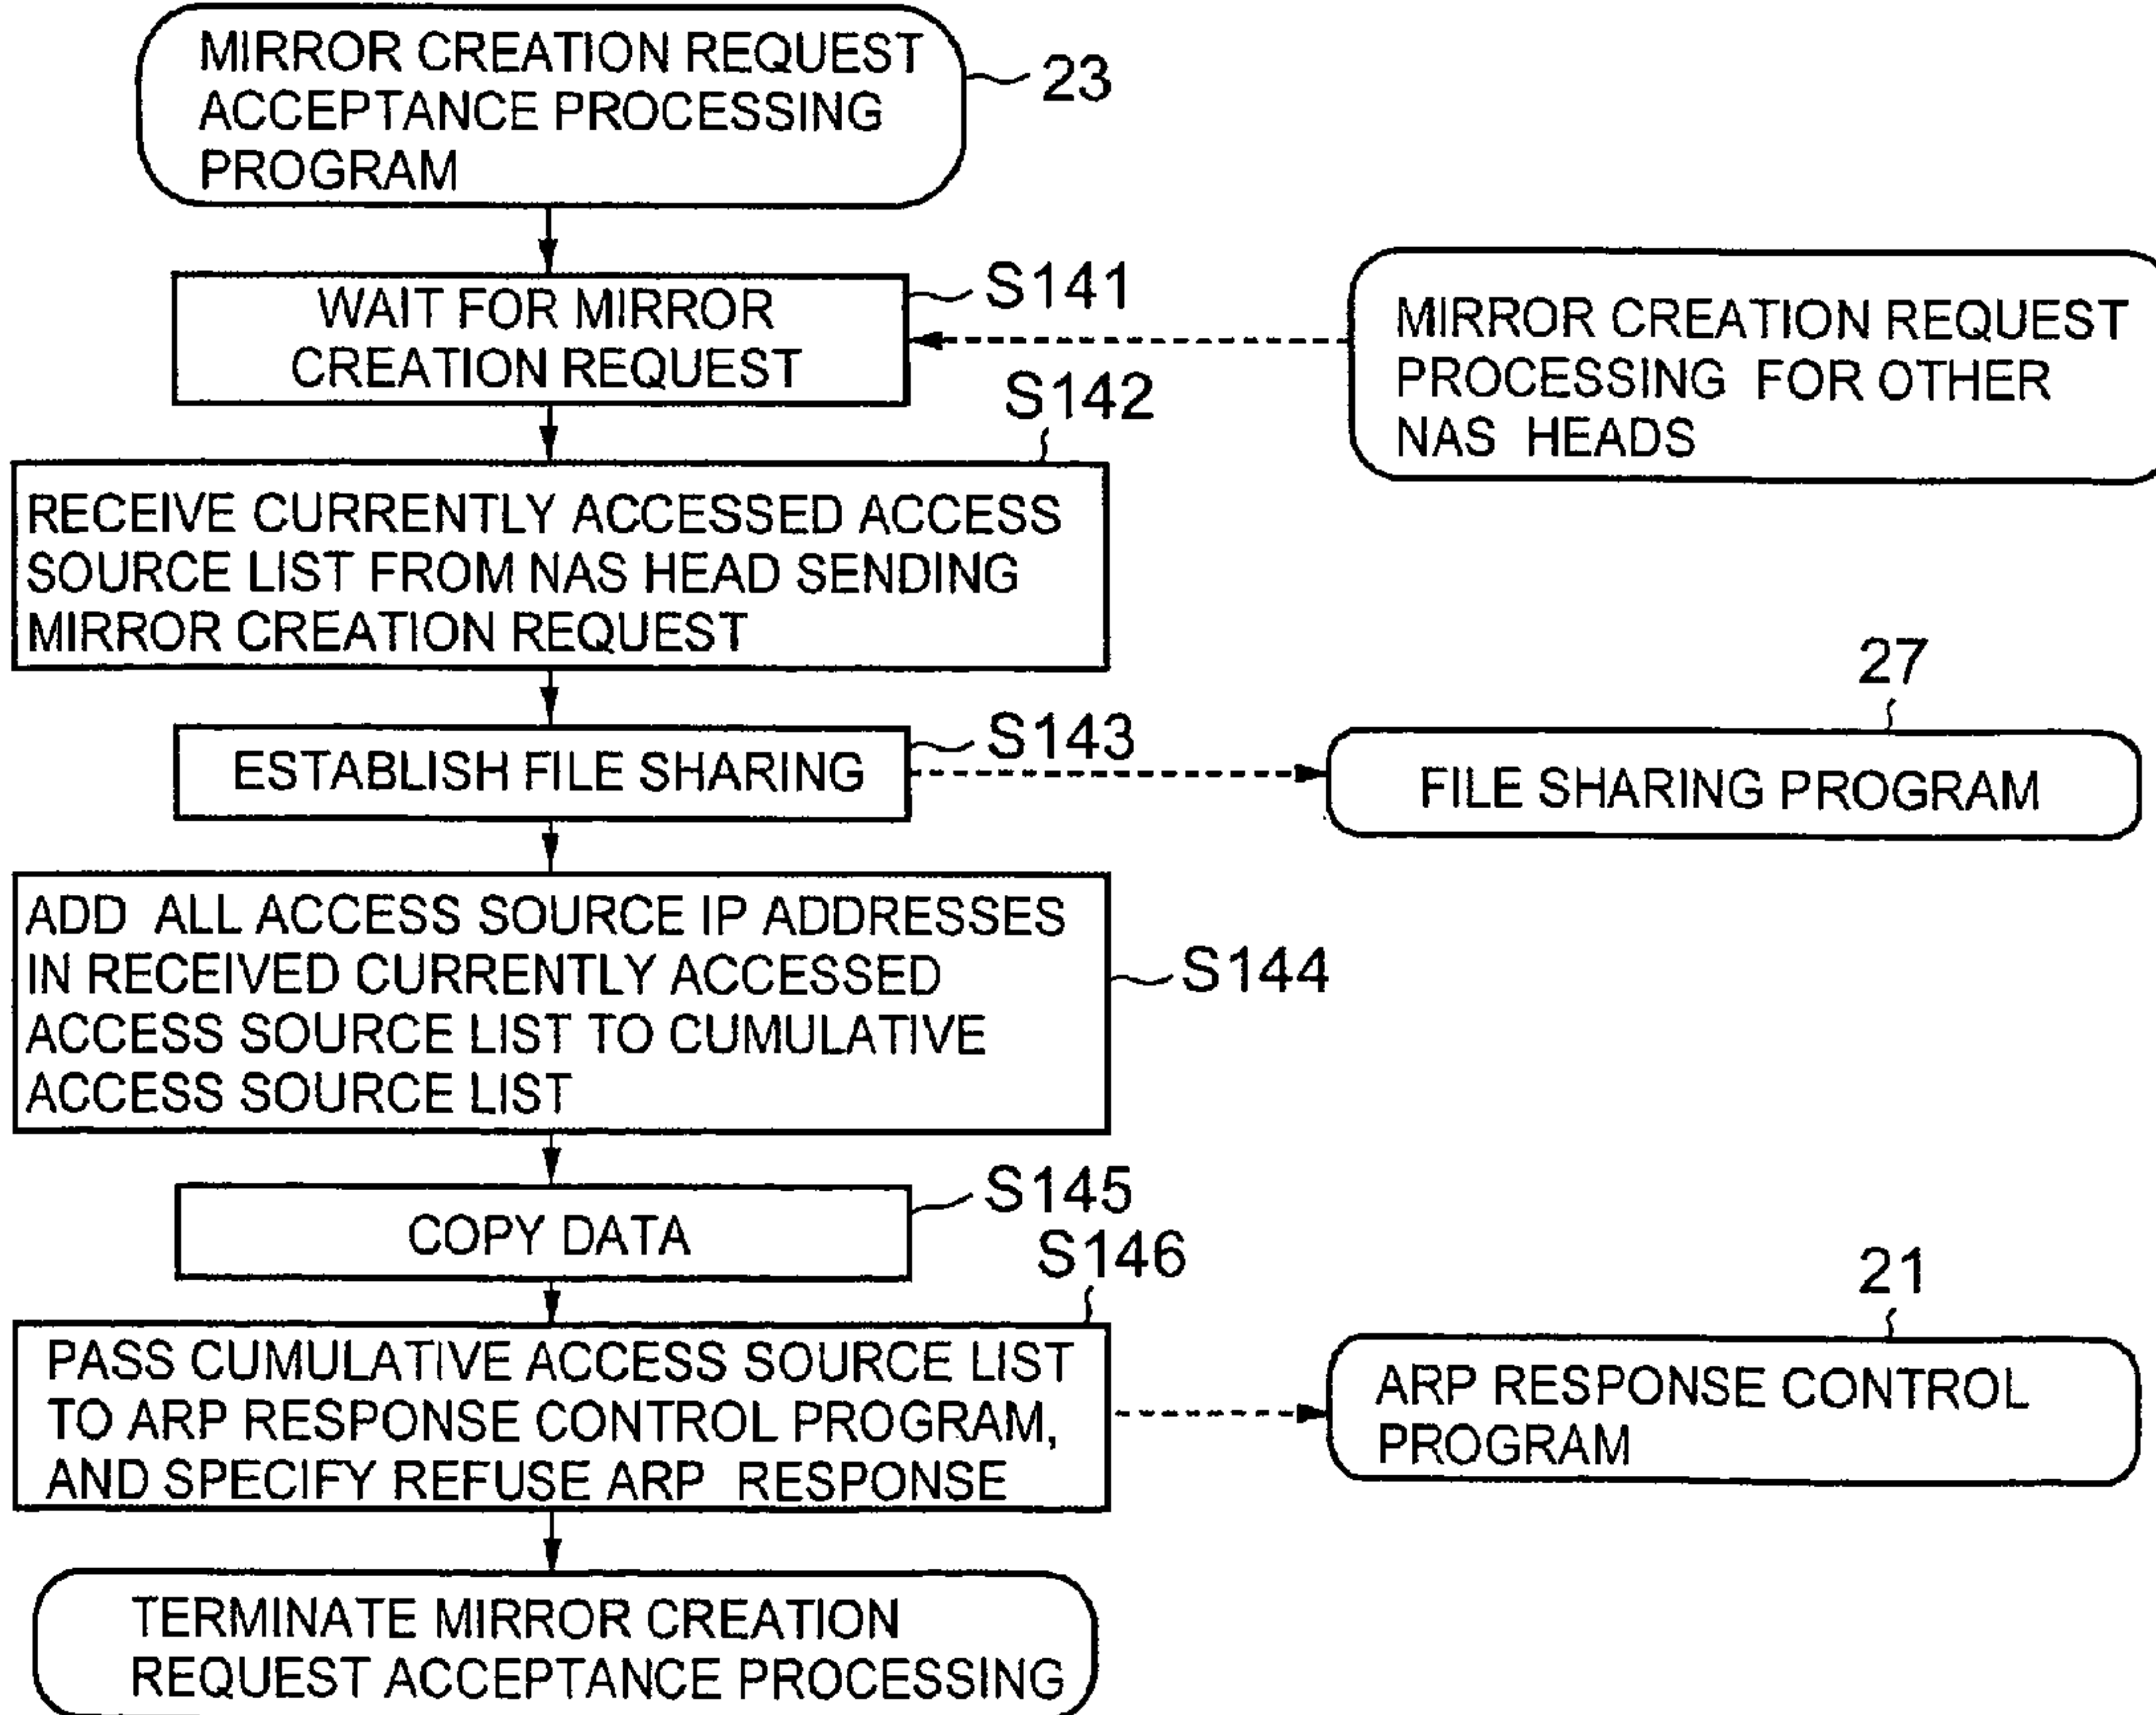 MIRROR CREATION REQUEST
ACCEPTANCE PROCESSING
PROGRAM
23
WAIT FOR MIRROR
CREATION REQUEST
S141
MIRROR CREATION REQUEST
PROCESSING FOR OTHER
NAS HEADS
S142
RECEIVE CURRENTLY ACCESSED ACCESS
SOURCE LIST FROM NAS HEAD SENDING
MIRROR CREATION REQUEST
ESTABLISH FILE SHARING
S143
27
FILE SHARING PROGRAM
ADD ALL ACCESS SOURCE IP ADDRESSES
IN RECEIVED CURRENTLY ACCESSED
ACCESS SOURCE LIST TO CUMULATIVE
ACCESS SOURCE LIST
S144
COPY DATA
S145
S146
PASS CUMULATIVE ACCESS SOURCE LIST
TO ARP RESPONSE CONTROL PROGRAM,
AND SPECIFY REFUSE ARP RESPONSE
21
ARP RESPONSE CONTROL
PROGRAM
TERMINATE MIRROR CREATION
REQUEST ACCEPTANCE PROCESSING